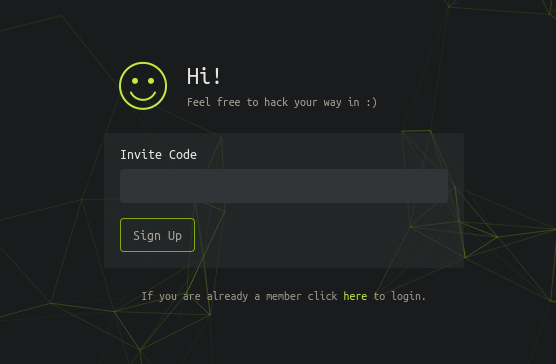 Hi!
Feel free to hack your way in :)
Invite Code
Sign Up
If you are already a member click here to login.